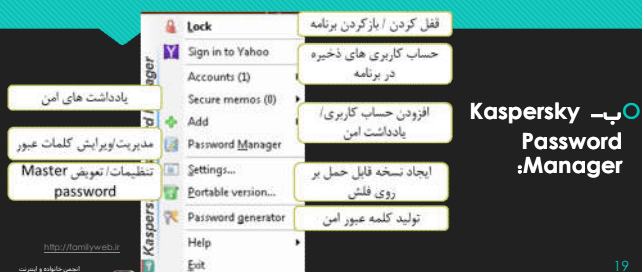 ب– Kaspersky
Password
Manager:
Lock
Sign in to Yahoo
Accounts (1)
Secure memos (0)
Add
Password Manager
Settings...
Portable version...
Password generator
Help
Exit
قفل کردن / بازکردن برنامه
حساب کاربری های ذخیره
در برنامه
افزودن حساب کاربری/
یادداشت امن
ایجاد نسخه قابل حمل بر
روی فلش
تولید کلمه عبور امن
یادداشت های امن
مدیریت/ویرایش کلمات عبور
تنظیمات/ تعویض Master
password
http://familyweb.ir
انجمن خانواده و اینترنت
19